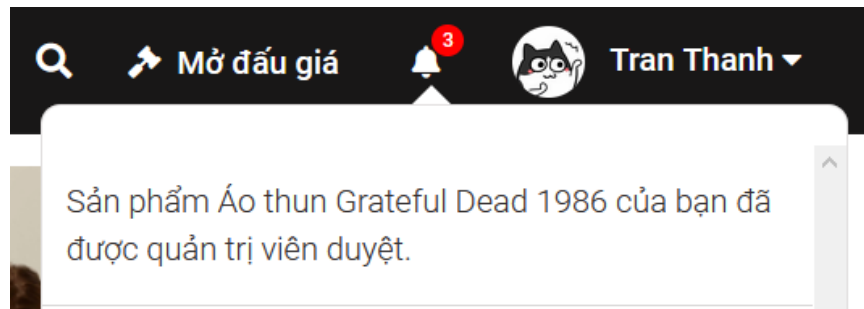 Mở đấu giá
3
Tran Thanh
Sản phẩm Áo thun Grateful Dead 1986 của bạn đã
được quản trị viên duyệt.